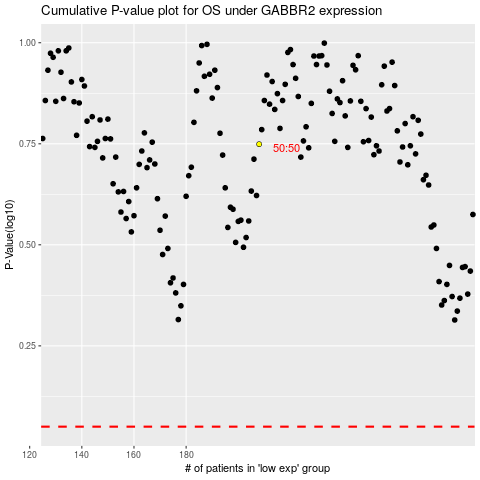 Cumulative P-value plot for OS under GABBR2 expression
P-Value(log10)
1.00
0.75
0.50
0.25
50:50
120 140 160 180
# of patients in 'low exp' group